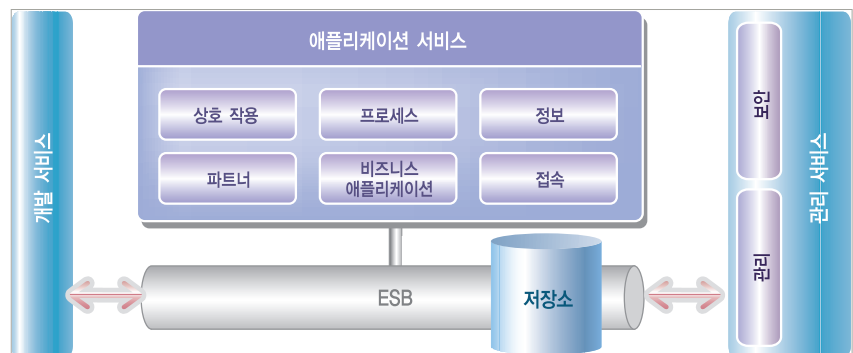 애플리케이션 서비스
상호 작용
프로세스
정보
파트너
비즈니스
애플리케이션
접속
개발 서비스
보안
관리
관리 서비스
ESB
저장소